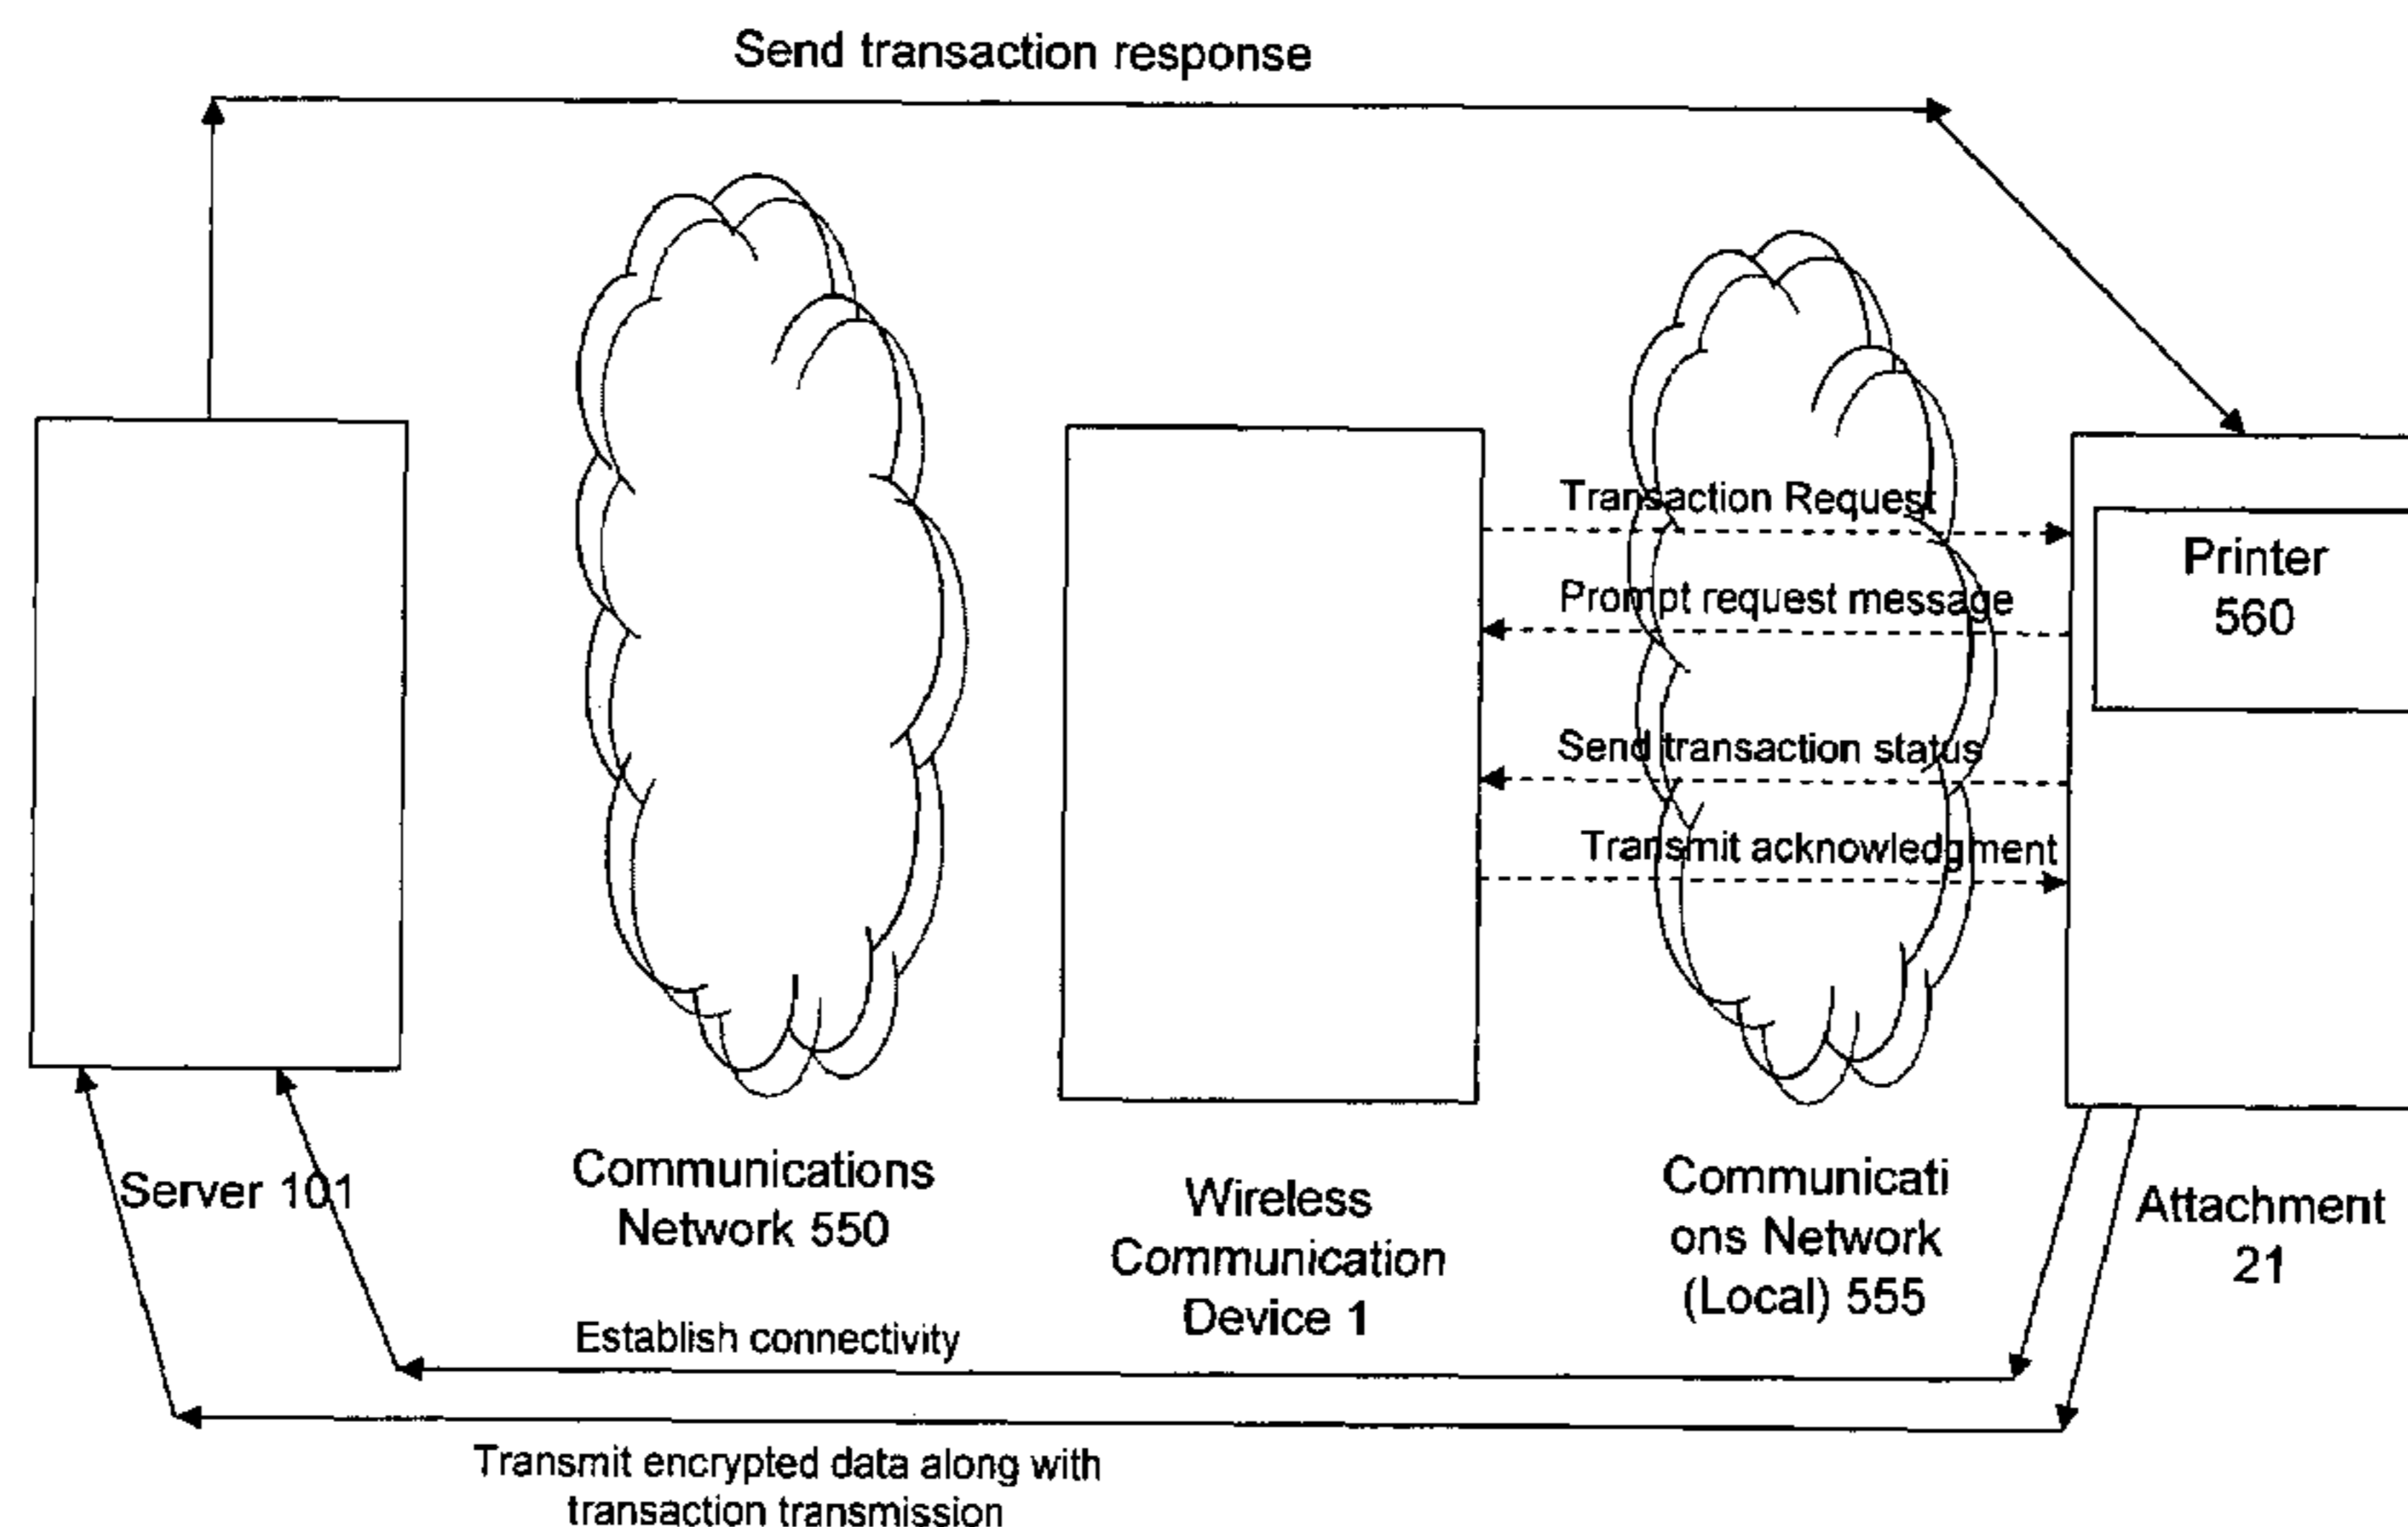 Send transaction response
Transaction Request
Prompt request message
Send transaction status
Transmit acknowledgment
Printer
560
Server 101
Communications
Network 550
Wireless
Communication
Device 1
Communicati
ons Network
(Local) 555
Attachment
21
Establish connectivity
Transmit encrypted data along with
transaction transmission